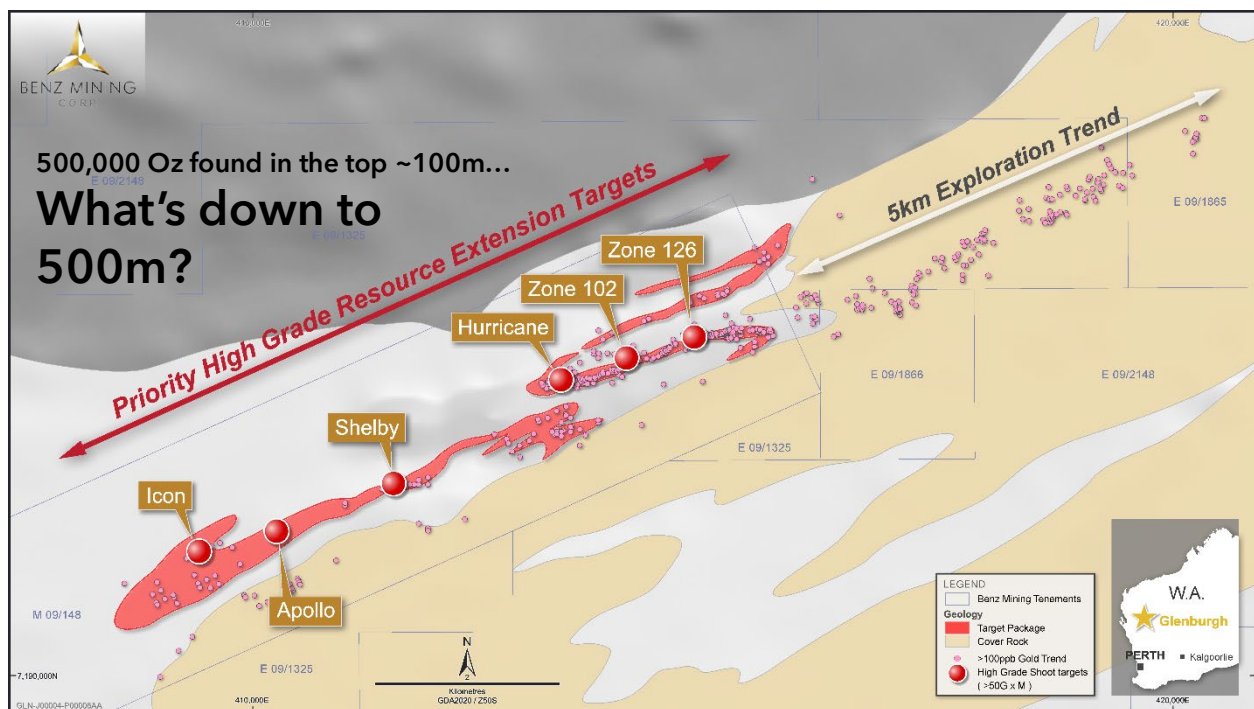 410,000E
420,000E
BENZ MINING
CORP
500,000 Oz found in the top ~100m...
E 09/2148
What's down to
E 09/1325
500m?
Priority High Grade Resource Extension Targets
5km Exploration Trend
E 09/1865
Zone 126
Zone 102
Hurricane
E 09/1866
E 09/2148
Shelby
E 09/1325
Icon
Apollo
M 09/148
E 09/1325
7,190,000N
N
2
Kilometres
GDA2020 / Z50S
410,000E
420,000E
GLN-J00004-P00006AA
LEGEND
Benz Mining Tenements
Geology
Target Package
Cover Rock
>100ppb Gold Trend
High Grade Shoot targets
( >50G x M )
W.A.
Glenburgh
PERTH
Kalgoorlie